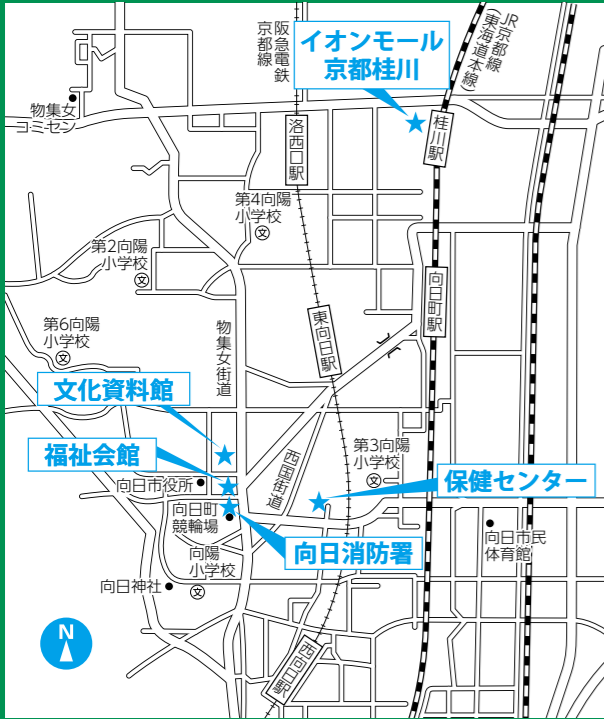 イオンモール
京都桂川
阪急電鉄
京都線
JR京都線
(東海道本線)
物集女
コミセン
洛西口駅
桂川駅
第4向陽
小学校
文
第2向陽
小学校
文
向日町駅
第6向陽
小学校
文
物集女街道
東向日駅
文化資料館
福祉会館
西国街道
第3向陽
小学校
文
保健センター
向日市役所
向日町
競輪場
向日消防署
向日市民
体育館
向陽
小学校
文
向日神社
N
西向日駅